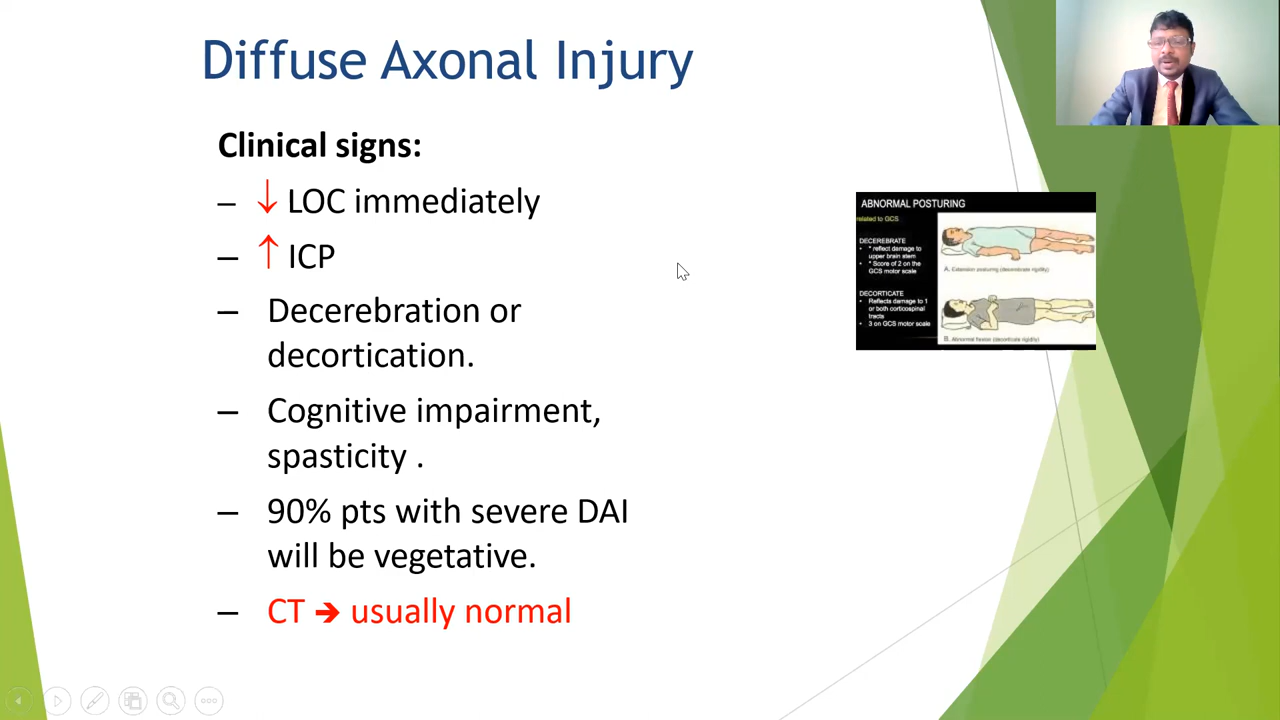 Diffuse Axonal Injury
Clinical signs:
– ↓ LOC immediately
– ↑ ICP
– Decerebration or
decortication.
– Cognitive impairment,
spasticity .
– 90% pts with severe DAI
will be vegetative.
– CT ➔ usually normal
ABNORMAL POSTURING
related to GCS
DECEREBRATE
• * reflect damage to
upper brain stem
• * Score of 2 on the
GCS motor scale
DECORTICATE
• Reflects damage to 1
or both corticospinal
tracts
• 3 on GCS motor scale
A. Extension posturing (decerebrate rigidity)
B. Abnormal flexion (decorticate rigidity)